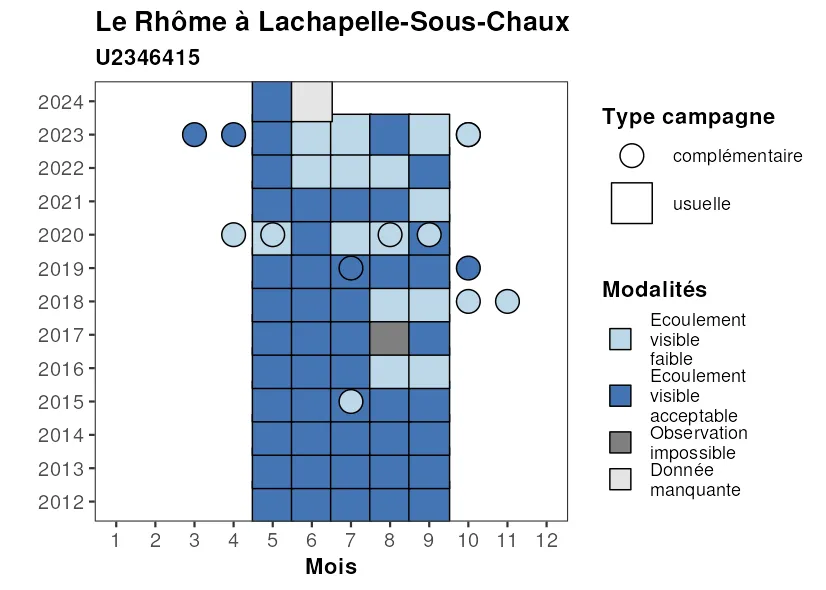 Le Rhôme à Lachapelle-Sous-Chaux
U2346415
2024
2023
2022
2021
2020
2019
2018
2017
2016
2015
2014
2013
2012
1 2 3 4 5 6 7 8 9 10 11 12
Mois
Type campagne
complémentaire
usuelle
Modalités
Ecoulement
visible
faible
Ecoulement
visible
acceptable
Observation
impossible
Donnée
manquante